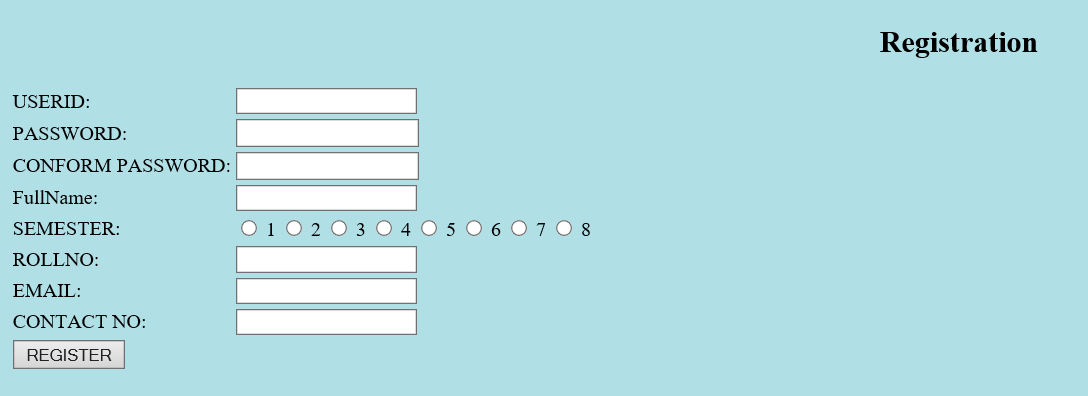 Registration
USERID:
PASSWORD:
CONFORM PASSWORD:
FullName:
SEMESTER: 1 2 3 4 5 6 7 8
ROLLNO:
EMAIL:
CONTACT NO:
REGISTER